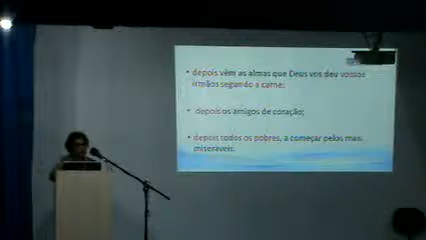 • depois vêm as almas que Deus vos deu vossos
irmãos segundo a carne;
• depois os amigos de coração;
• depois todos os pobres, a começar pelos mais
miseráveis.